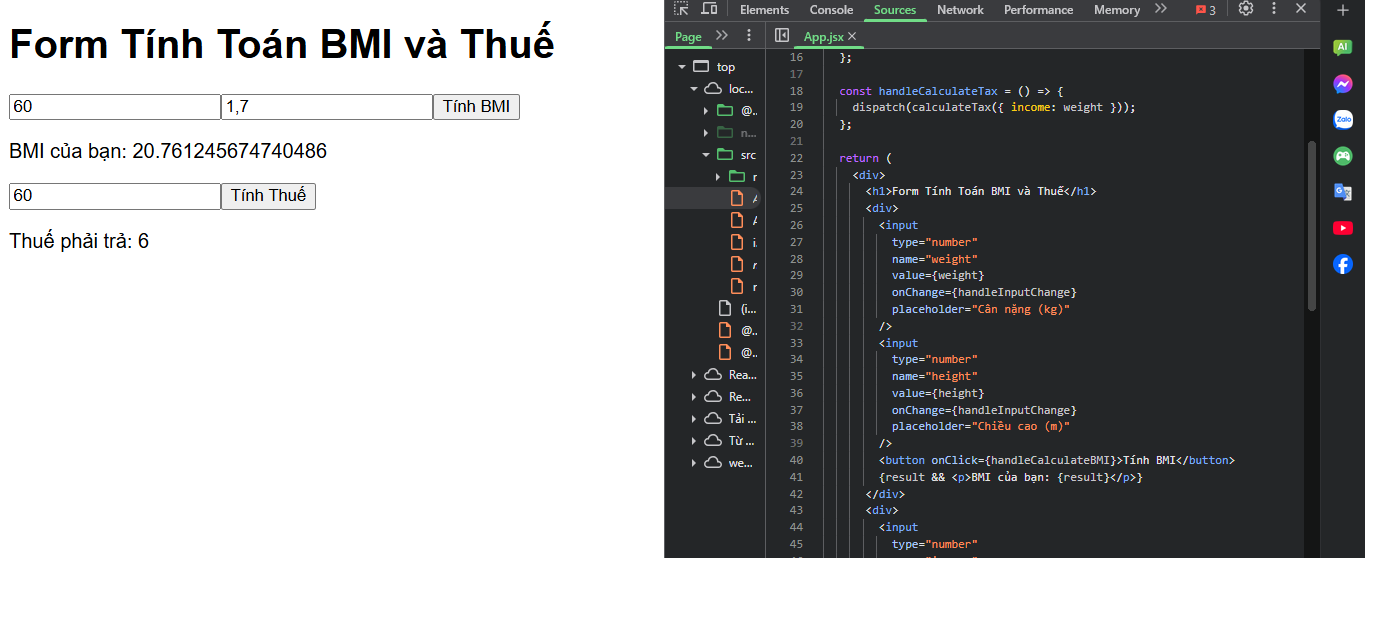 Form Tính Toán BMI và Thuế
60 1,7 Tính BMI
BMI của bạn: 20.761245674740486
60 Tính Thuế
Thuế phải trả: 6
Elements Console Sources Network Performance Memory 3
Page App.jsx
top
loc...
@..
n...
src
r
A
A
i.
r
r
(i...
@..
@..
Rea...
Re...
Tải ...
Từ ...
we...
16 };
17
18 const handleCalculateTax = () => {
19 dispatch(calculateTax({ income: weight }));
20 };
21
22 return (
23 <div>
24 <h1>Form Tính Toán BMI và Thuế</h1>
25 <div>
26 <input
27 type="number"
28 name="weight"
29 value={weight}
30 onChange={handleInputChange}
31 placeholder="Cân nặng (kg)"
32 />
33 <input
34 type="number"
35 name="height"
36 value={height}
37 onChange={handleInputChange}
38 placeholder="Chiều cao (m)"
39 />
40 <button onClick={handleCalculateBMI}>Tính BMI</button>
41 {result && <p>BMI của bạn: {result}</p>}
42 </div>
43 <div>
44 <input
45 type="number"
AI
Zalo